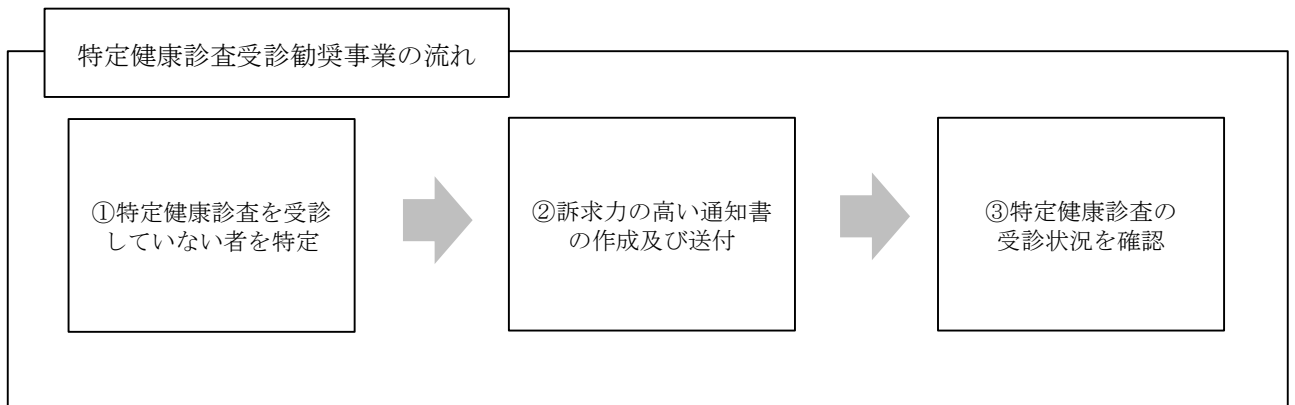 特定健康診査受診勧奨事業の流れ
①特定健康診査を受診
していない者を特定
②訴求力の高い通知書
の作成及び送付
③特定健康診査の
受診状況を確認